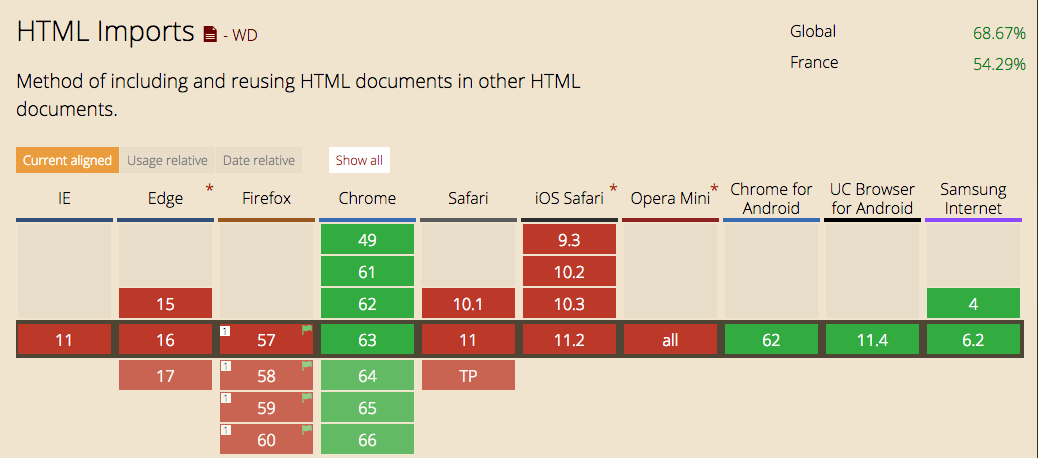 HTML Imports - WD
Global 68.67%
France 54.29%
Method of including and reusing HTML documents in other HTML
documents.
Current aligned Usage relative Date relative Show all
IE Edge * Firefox Chrome Safari iOS Safari * Opera Mini * Chrome for Android UC Browser for Android Samsung Internet
49 9.3
61 10.2
15 62 10.1 10.3 4
11 16 1 57 63 11 11.2 all 62 11.4 6.2
17 1 58 64 TP
1 59 65
1 60 66